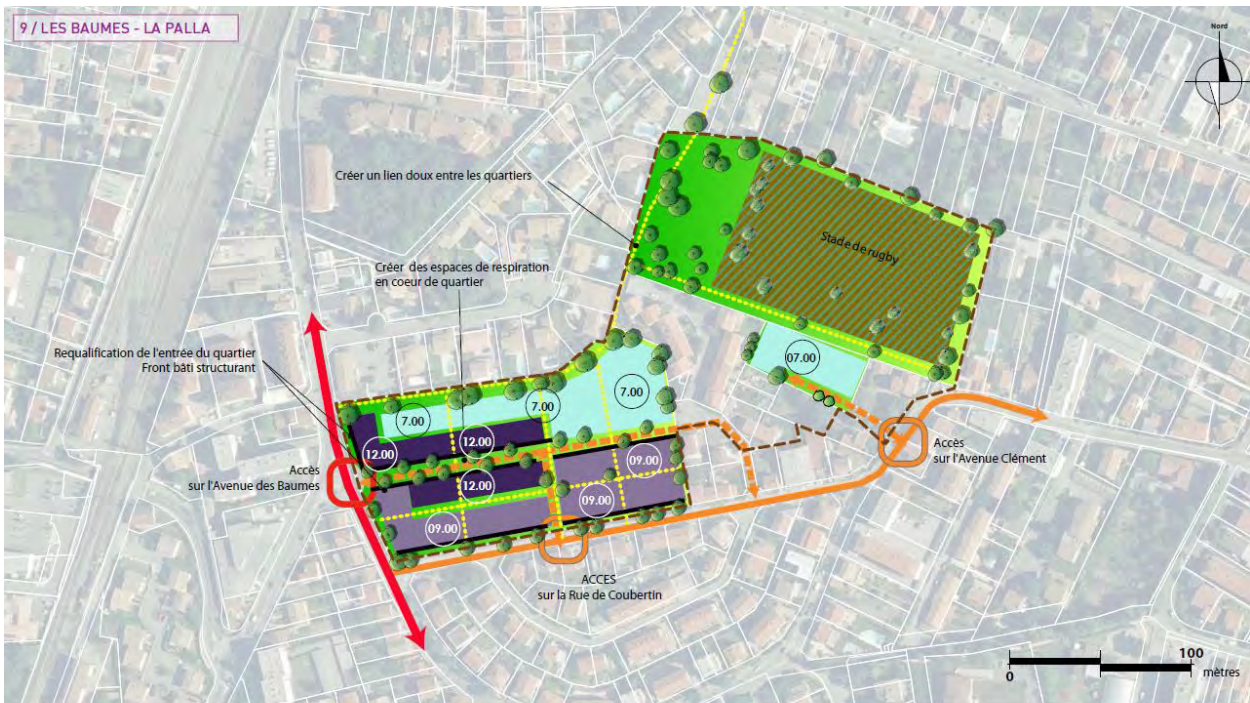 9 / LES BAUMES - LA PALLA
Nord
Créer un lien doux entre les quartiers
Stade de rugby
Créer des espaces de respiration
en coeur de quartier
Requalification de l'entrée du quartier
Front bâti structurant
07.00
7.00
7.00
7.00
12.00
12.00
12.00
09.00
09.00
09.00
Accès
sur l'Avenue des Baumes
Accès
sur l'Avenue Clément
ACCES
sur la Rue de Coubertin
100
0
mètres